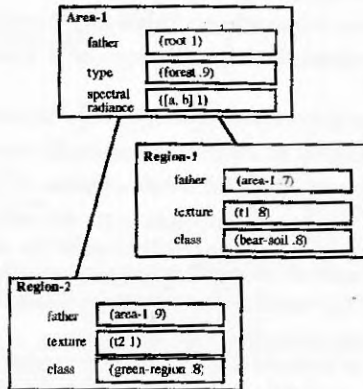 Area-1
father {root 1}
type {forest .9}
spectral
radiance {[a, b] 1}
Region-1
father (area-1 .7)
texture (t1 .8)
class (bear-soil .8)
Region-2
father (area-1 .9)
texture (t2 1)
class {green-region .8}